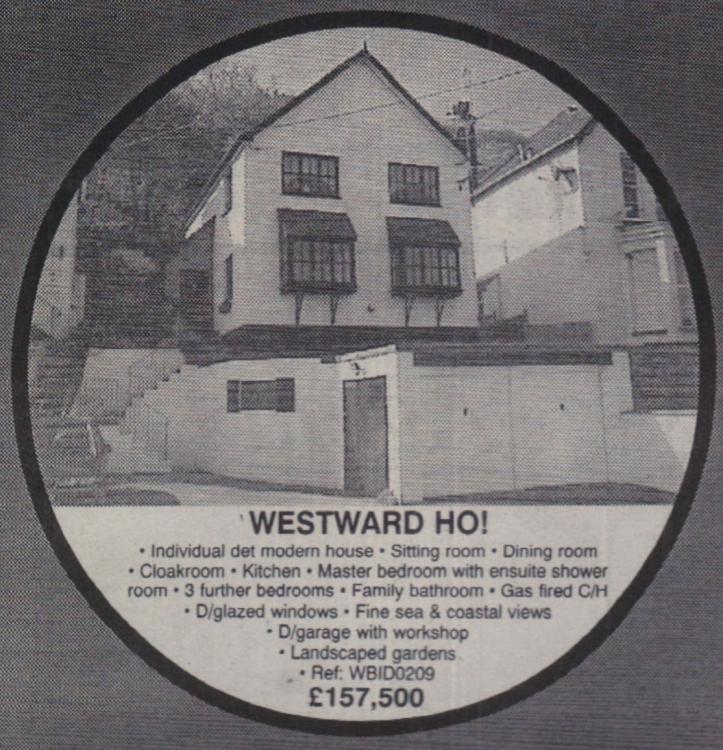 WESTWARD HO!
• Individual det modern house • Sitting room • Dining room
• Cloakroom • Kitchen • Master bedroom with ensuite shower
room • 3 further bedrooms • Family bathroom • Gas fired C/H
• D/glazed windows • Fine sea & coastal views
• D/garage with workshop
• Landscaped gardens
• Ref: WBID0209
£157,500